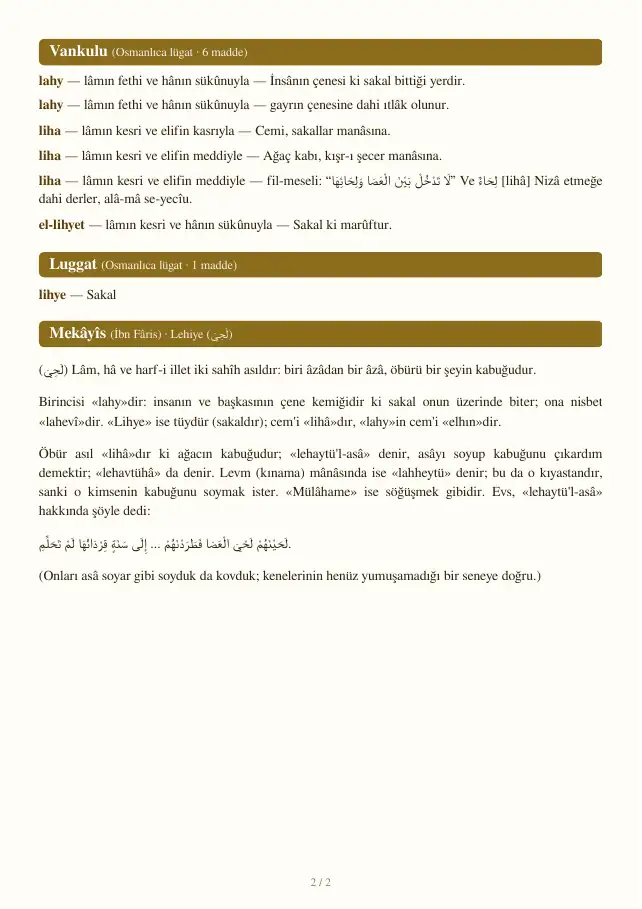 Vankulu (Osmanlıca lügat · 6 madde)
lahy — lâmın fethi ve hânın sükûnuyla — İnsânın çenesi ki sakal bittiği yerdir.
lahy — lâmın fethi ve hânın sükûnuyla — gayrın çenesine dahi ıtlâk olunur.
liha — lâmın kesri ve elifin kasrıyla — Cemi, sakallar manâsına.
liha — lâmın kesri ve elifin meddiyle — Ağaç kabı, kışr-ı şecer manâsına.
liha — lâmın kesri ve elifin meddiyle — fil-meseli: “لَا تَدْخُلْ بَيْنَ الْعَصَا وَلِحَائِهَا” Ve لِحَاءٌ [lihâ] Nizâ etmeğe
dahi derler, alâ-mâ se-yecîu.
el-lihyet — lâmın kesri ve hânın sükûnuyla — Sakal ki marûftur.
Luggat (Osmanlıca lügat · 1 madde)
lihye — Sakal
Mekâyîs (İbn Fâris) · Lehiye (لَحِيَ)
(لَحِيَ) Lâm, hâ ve harf-i illet iki sahîh asıldır: biri âzâdan bir âzâ, öbürü bir şeyin kabuğudur.
Birincisi «lahy»dir: insanın ve başkasının çene kemiğidir ki sakal onun üzerinde biter; ona nisbet
«lahevî»dir. «Lihye» ise tüydür (sakaldır); cem'i «lihâ»dır, «lahy»in cem'i «elhın»dir.
Öbür asıl «lihâ»dır ki ağacın kabuğudur; «lehaytü'l-asâ» denir, asâyı soyup kabuğunu çıkardım
demektir; «lehavtühâ» da denir. Levm (kınama) mânâsında ise «lahheytü» denir; bu da o kıyastandır,
sanki o kimsenin kabuğunu soymak ister. «Mülâhame» ise söğüşmek gibidir. Evs, «lehaytü'l-asâ»
hakkında şöyle dedi:
لَحَيْنَهُمْ لَحْيَ الْعَصَا فَطَرَدْنَهُمْ ... إِلَى سَنَةٍ قِرْدَانُهَا لَمْ تَحَلَّمِ.
(Onları asâ soyar gibi soyduk da kovduk; kenelerinin henüz yumuşamadığı bir seneye doğru.)
2 / 2